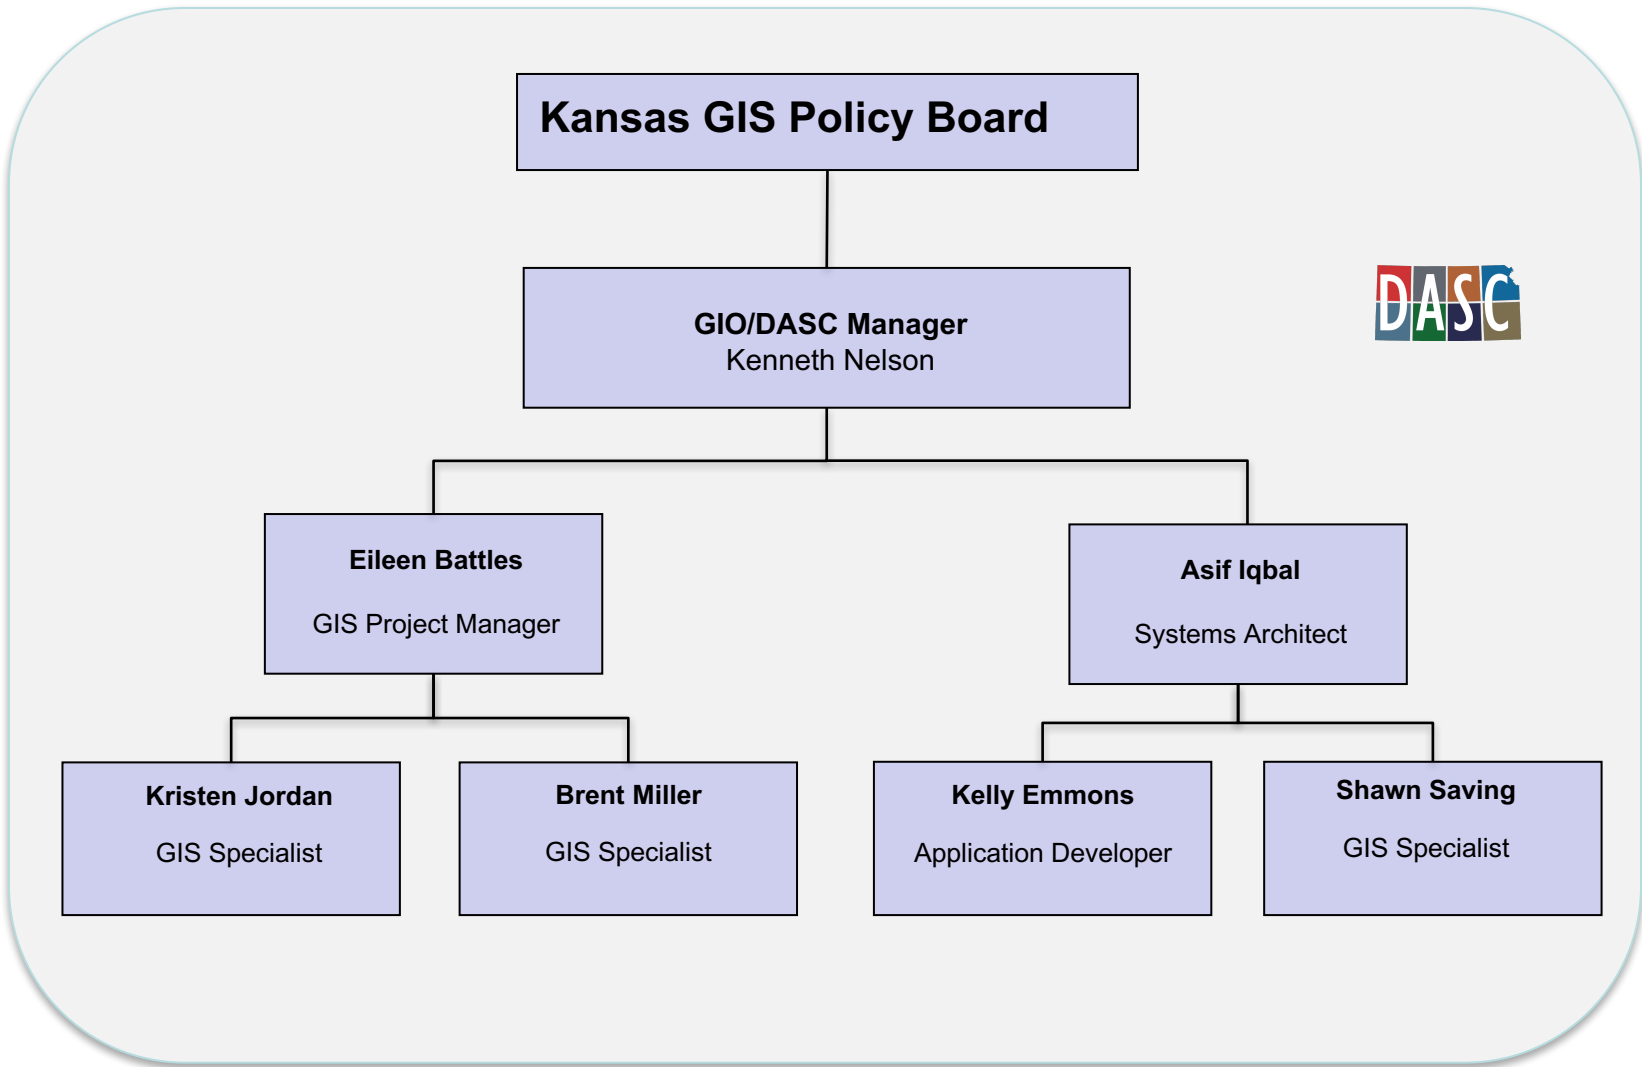 Kansas GIS Policy Board
GIO/DASC Manager
Kenneth Nelson
DASC
Eileen Battles
GIS Project Manager
Asif Iqbal
Systems Architect
Kristen Jordan
GIS Specialist
Brent Miller
GIS Specialist
Kelly Emmons
Application Developer
Shawn Saving
GIS Specialist